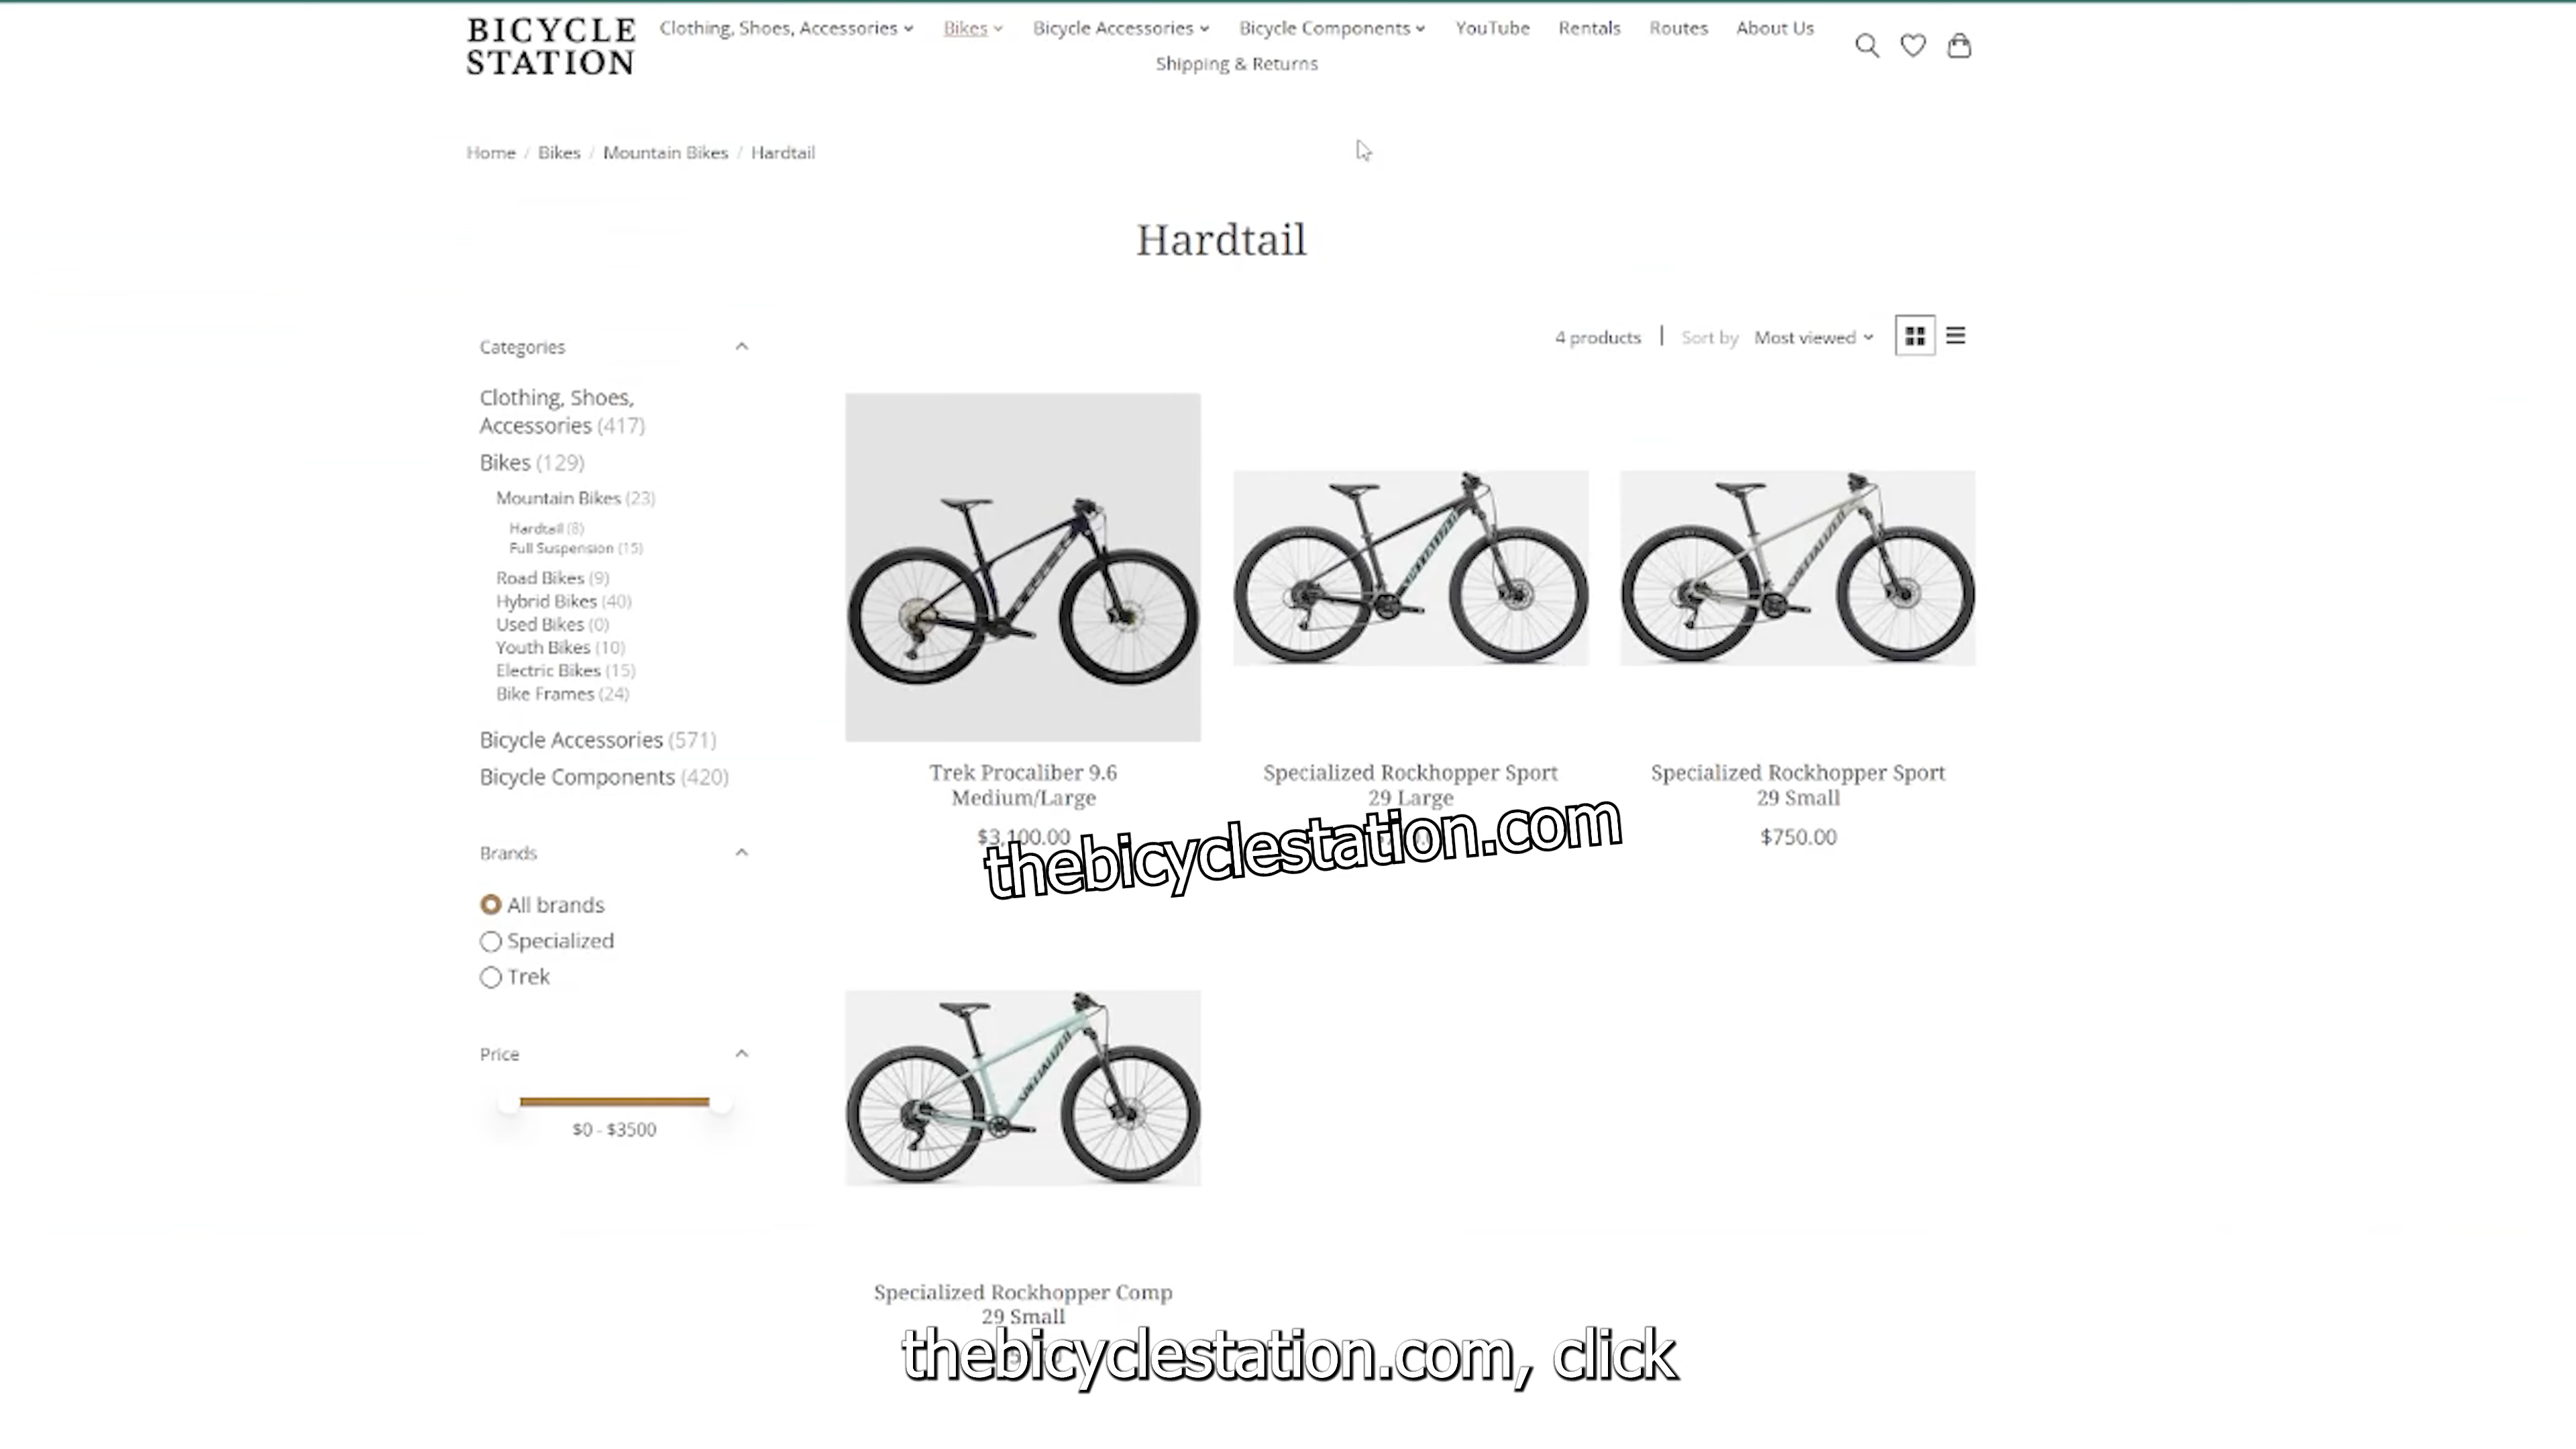 BICYCLE
STATION
Clothing, Shoes, Accessories
Bikes
Bicycle Accessories
Bicycle Components
YouTube
Rentals
Routes
About Us
Shipping & Returns
Home / Bikes / Mountain Bikes / Hardtail
Hardtail
4 products | Sort by Most viewed
Categories
Clothing, Shoes,
Accessories (417)
Bikes (129)
Mountain Bikes (23)
Hardtail (8)
Full Suspension (15)
Road Bikes (9)
Hybrid Bikes (40)
Used Bikes (0)
Youth Bikes (10)
Electric Bikes (15)
Bike Frames (24)
Bicycle Accessories (571)
Bicycle Components (420)
Brands
All brands
Specialized
Trek
Price
$0 - $3500
SPECIALIZED
SPECIALIZED
Trek Procaliber 9.6
Medium/Large
$3,100.00
Specialized Rockhopper Sport
29 Large
Specialized Rockhopper Sport
29 Small
$750.00
thebicyclestation.com
SPECIALIZED
Specialized Rockhopper Comp
29 Small
thebicyclestation.com, click